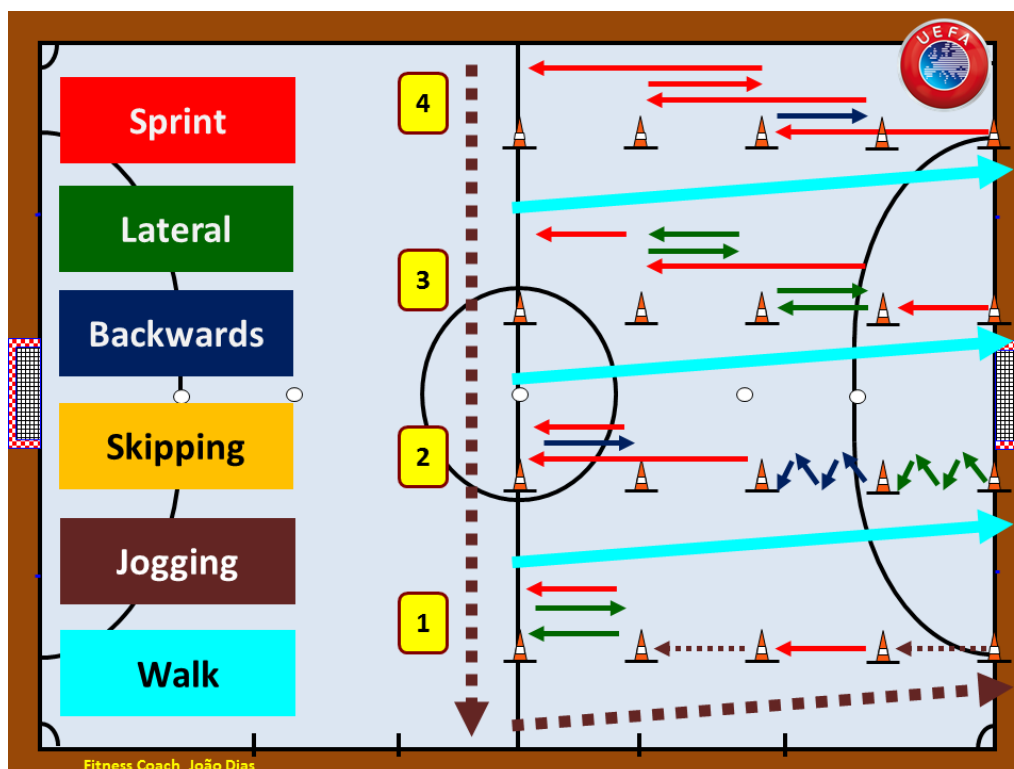 UEFA
4
Sprint
Lateral
3
Backwards
Skipping
2
Jogging
1
Walk
Fitness Coach João Dias